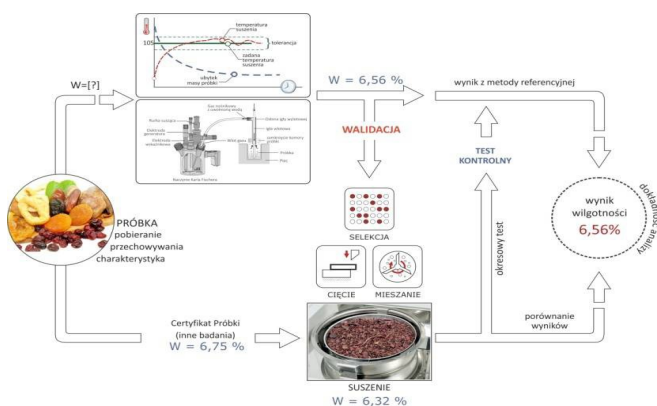 W=[?]
105
temperatura
suszenia
tolerancja
zadana
temperatura
suszenia
ubytek
masy próbki
W = 6,56 %
wynik z metody referencyjnej
WALIDACJA
TEST
KONTROLNY
SELEKCJA
CIĘCIE
MIESZANIE
okresowy test
wynik
wilgotności
6,56%
dokładność analizy
PRÓBKA
pobieranie
przechowywania
charakterystyka
Certyfikat Próbki
(inne badania)
W = 6,75 %
porównanie
wyników
SUSZENIE
W = 6,32 %